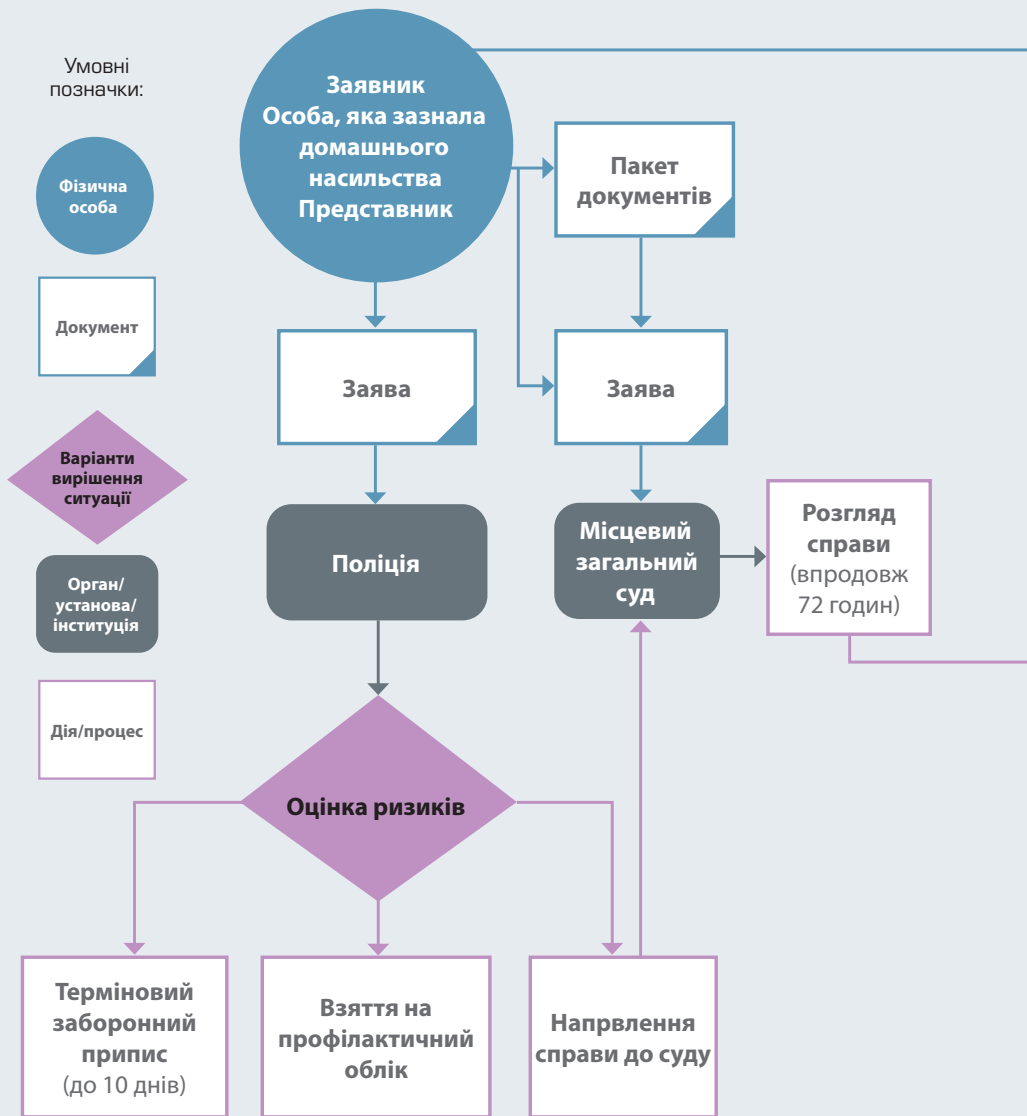 Умовні
позначки:
Фізична
особа
Документ
Варіанти
вирішення
ситуації
Орган/
установа/
інституція
Дія/процес
Заявник
Особа, яка зазнала
домашнього
насильства
Представник
Пакет
документів
Заява
Заява
Поліція
Місцевий
загальний
суд
Розгляд
справи
(впродовж
72 годин)
Оцінка ризиків
Терміновий
заборонний
припис
(до 10 днів)
Взяття на
профілактичний
облік
Напрвлення
справи до суду